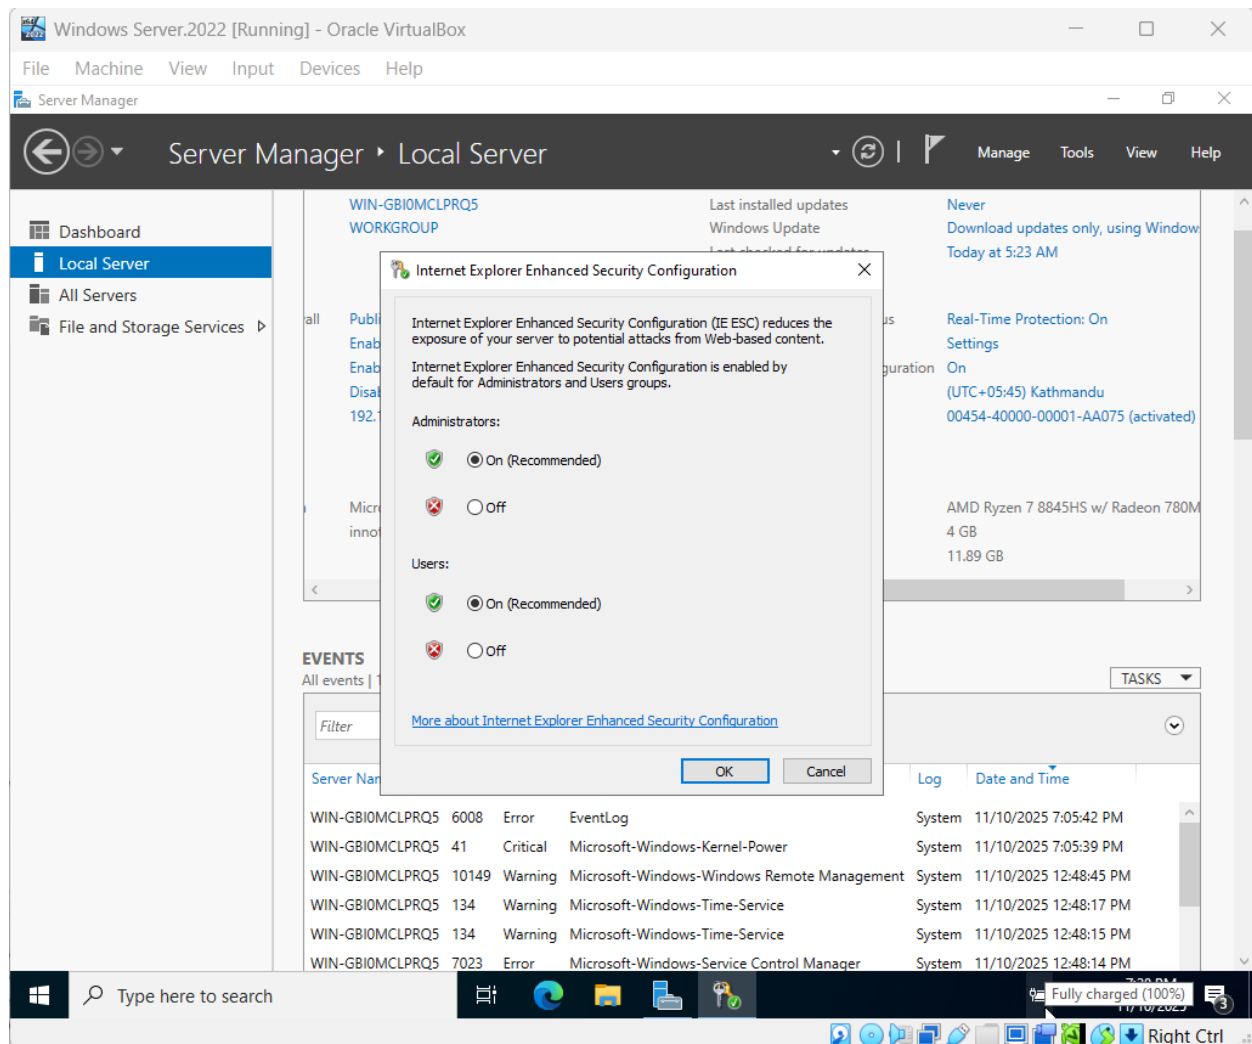 Windows Server.2022 [Running] - Oracle VirtualBox
File Machine View Input Devices Help
Server Manager
Server Manager • Local Server
Manage Tools View Help
Dashboard
Local Server
All Servers
File and Storage Services
WIN-GBI0MCLPRQ5 Last installed updates Never
WORKGROUP Windows Update Download updates only, using Window
Today at 5:23 AM
Internet Explorer Enhanced Security Configuration
Real-Time Protection: On
Settings
On
(UTC+05:45) Kathmandu
192. 00454-40000-00001-AA075 (activated)
Internet Explorer Enhanced Security Configuration (IE ESC) reduces the
exposure of your server to potential attacks from Web-based content.
Internet Explorer Enhanced Security Configuration is enabled by
default for Administrators and Users groups.
Administrators:
On (Recommended)
Off
Users:
On (Recommended)
Off
More about Internet Explorer Enhanced Security Configuration
OK Cancel
AMD Ryzen 7 8845HS w/ Radeon 780M
4 GB
11.89 GB
EVENTS
All events |
TASKS
Filter
Server Nar Log Date and Time
WIN-GBI0MCLPRQ5 6008 Error EventLog System 11/10/2025 7:05:42 PM
WIN-GBI0MCLPRQ5 41 Critical Microsoft-Windows-Kernel-Power System 11/10/2025 7:05:39 PM
WIN-GBI0MCLPRQ5 10149 Warning Microsoft-Windows-Windows Remote Management System 11/10/2025 12:48:45 PM
WIN-GBI0MCLPRQ5 134 Warning Microsoft-Windows-Time-Service System 11/10/2025 12:48:17 PM
WIN-GBI0MCLPRQ5 134 Warning Microsoft-Windows-Time-Service System 11/10/2025 12:48:15 PM
WIN-GBI0MCLPRQ5 7023 Error Microsoft-Windows-Service Control Manager System 11/10/2025 12:48:14 PM
Type here to search
Fully charged (100%)
3
Right Ctrl